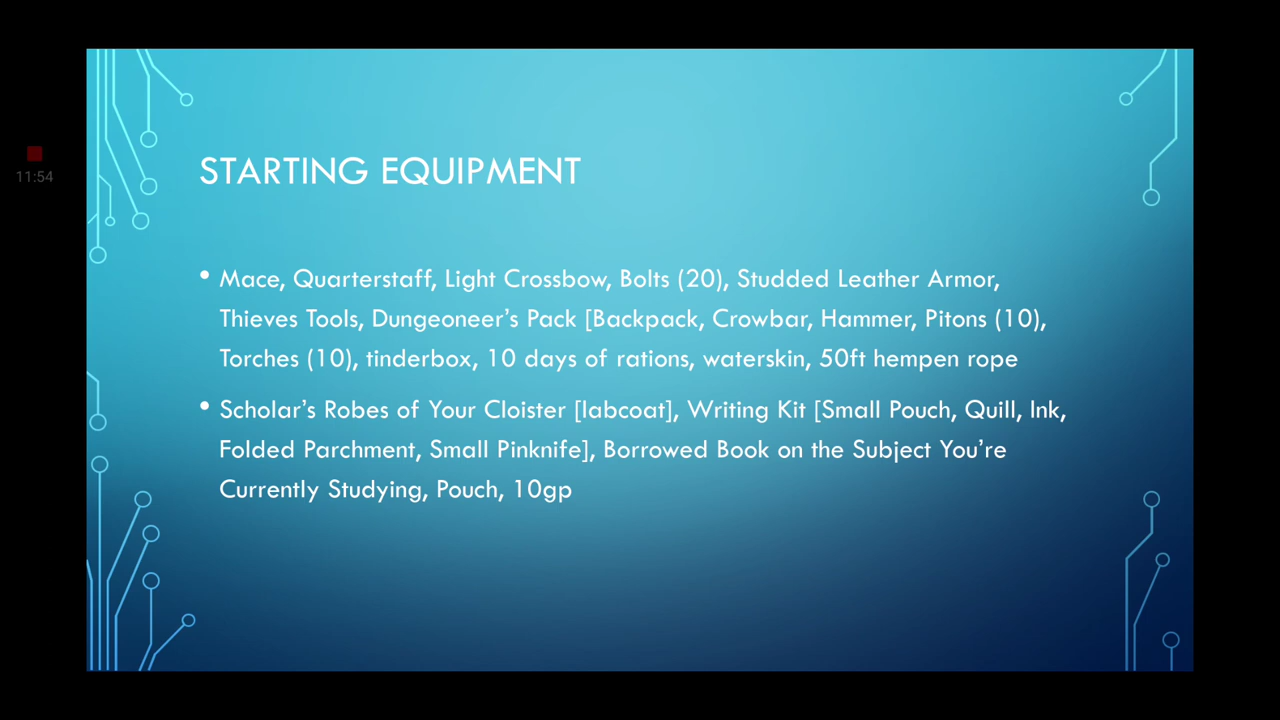 STARTING EQUIPMENT
11:54
• Mace, Quarterstaff, Light Crossbow, Bolts (20), Studded Leather Armor,
Thieves Tools, Dungeoneer’s Pack [Backpack, Crowbar, Hammer, Pitons (10),
Torches (10), tinderbox, 10 days of rations, waterskin, 50ft hempen rope
• Scholar’s Robes of Your Cloister [labcoat], Writing Kit [Small Pouch, Quill, Ink,
Folded Parchment, Small Pinknife], Borrowed Book on the Subject You’re
Currently Studying, Pouch, 10gp